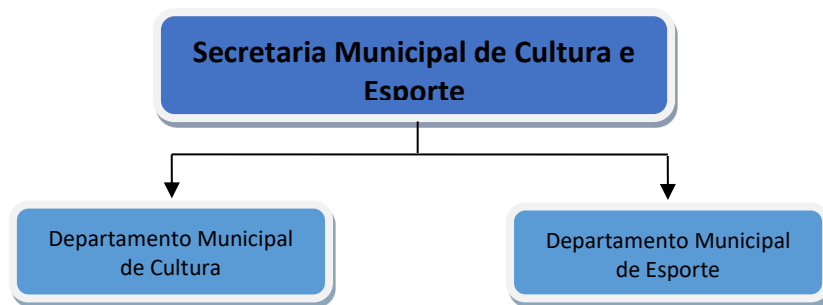 Secretaria Municipal de Cultura e
Esporte
Departamento Municipal
de Cultura
Departamento Municipal
de Esporte